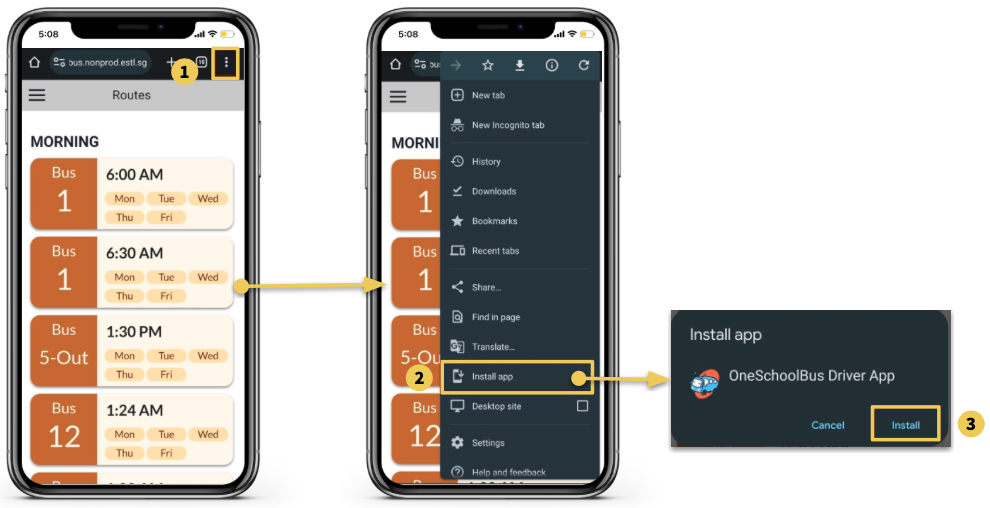 5:08
bus.nonprod.estl.sg
10
1
Routes
MORNING
Bus
1
6:00 AM
Mon Tue Wed
Thu Fri
Bus
1
6:30 AM
Mon Tue Wed
Thu Fri
Bus
5-Out
1:30 PM
Mon Tue Wed
Thu Fri
Bus
12
1:24 AM
Mon Tue Wed
Thu Fri
5:08
MORNI
Bus
1
Bus
1
Bus
5-Ou
Bus
12
New tab
New Incognito tab
History
Downloads
Bookmarks
Recent tabs
Share...
Find in page
Translate...
2
Install app
Desktop site
Settings
Help and feedback
Install app
OneSchoolBus Driver App
Cancel Install
3